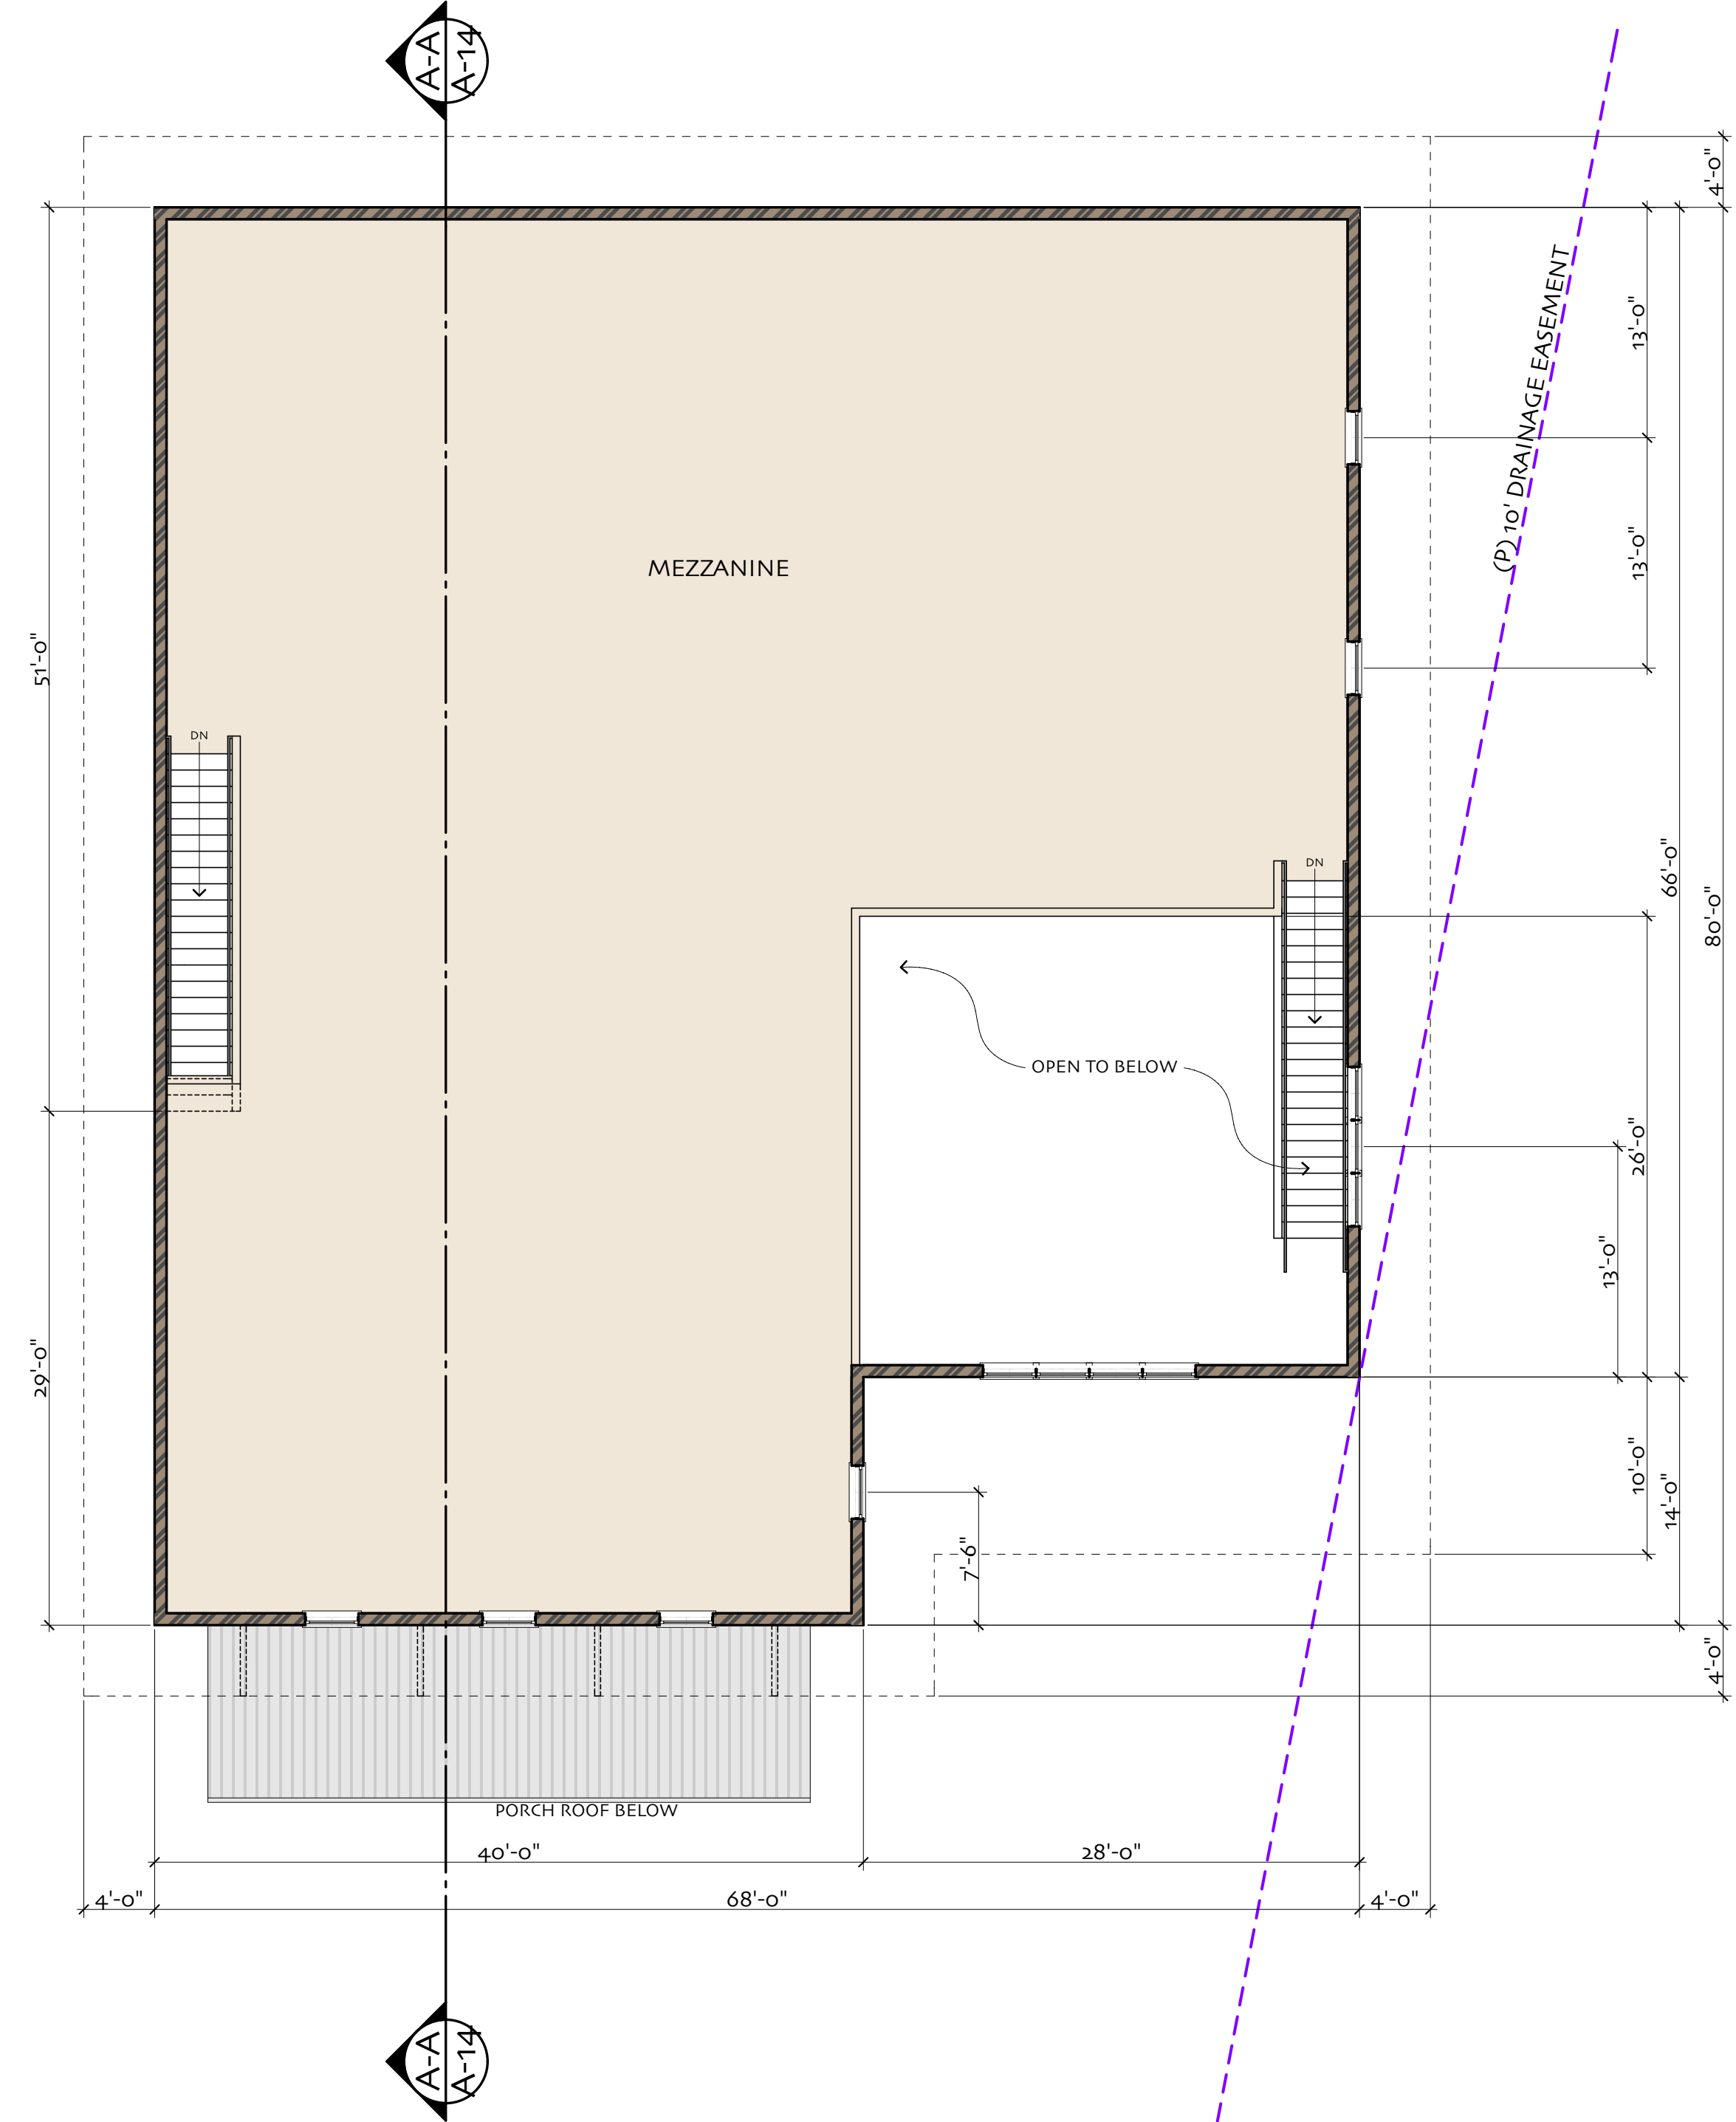 A-A
A-14
4'-0"
(P) 10' DRAINAGE EASEMENT
13'-0"
MEZZANINE
13'-0"
51'-0"
DN
DN
66'-0"
80'-0"
OPEN TO BELOW
26'-0"
13'-0"
29'-0"
10'-0"
14'-0"
7'-6"
4'-0"
PORCH ROOF BELOW
40'-0"
28'-0"
4'-0"
68'-0"
4'-0"
A-A
A-14